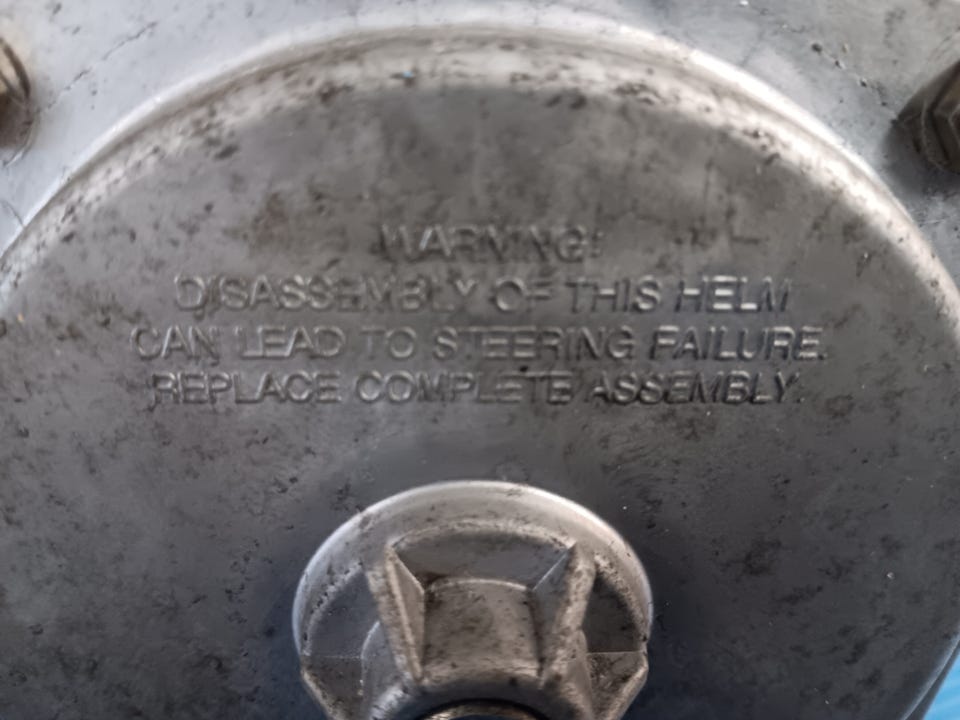 WARNING!
DISASSEMBLY OF THIS HELM
CAN LEAD TO STEERING FAILURE.
REPLACE COMPLETE ASSEMBLY.